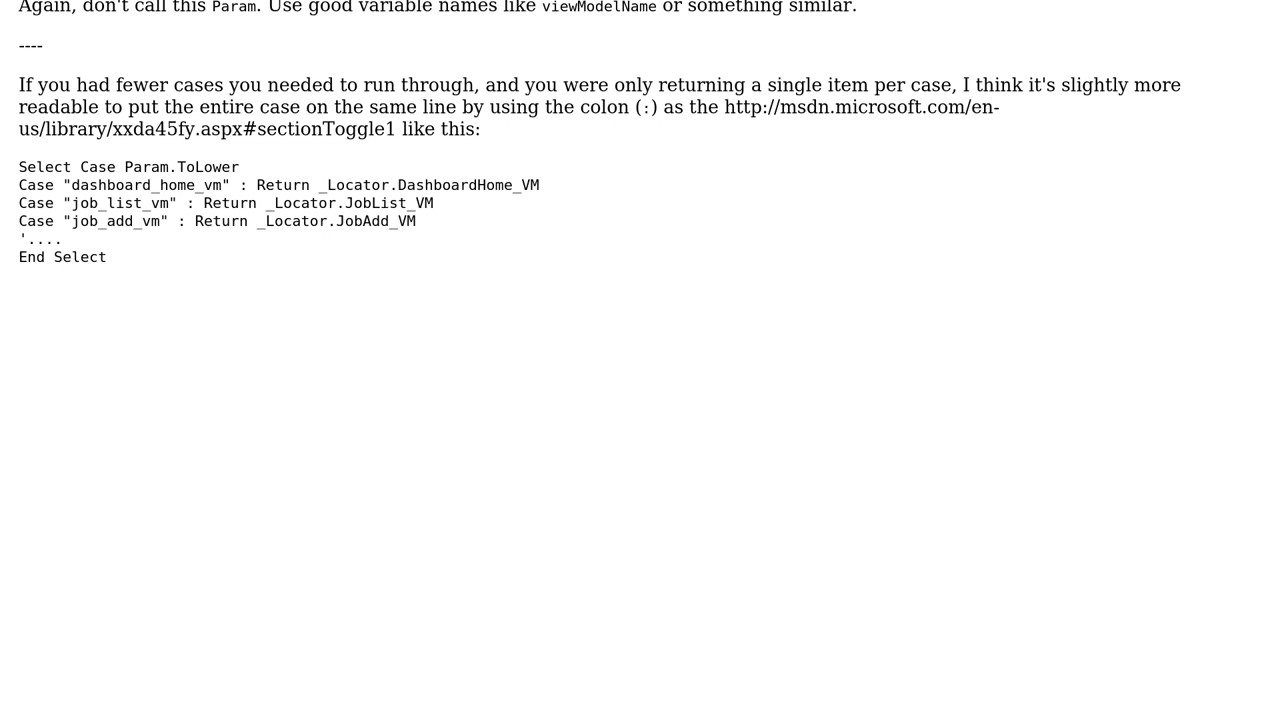 Again, don't call this Param. Use good variable names like viewModelName or something similar.
----
If you had fewer cases you needed to run through, and you were only returning a single item per case, I think it's slightly more
readable to put the entire case on the same line by using the colon (:) as the http://msdn.microsoft.com/en-
us/library/xxda45fy.aspx#sectionToggle1 like this:
Select Case Param.ToLower
Case "dashboard_home_vm" : Return _Locator.DashboardHome_VM
Case "job_list_vm" : Return _Locator.JobList_VM
Case "job_add_vm" : Return _Locator.JobAdd_VM
'....
End Select